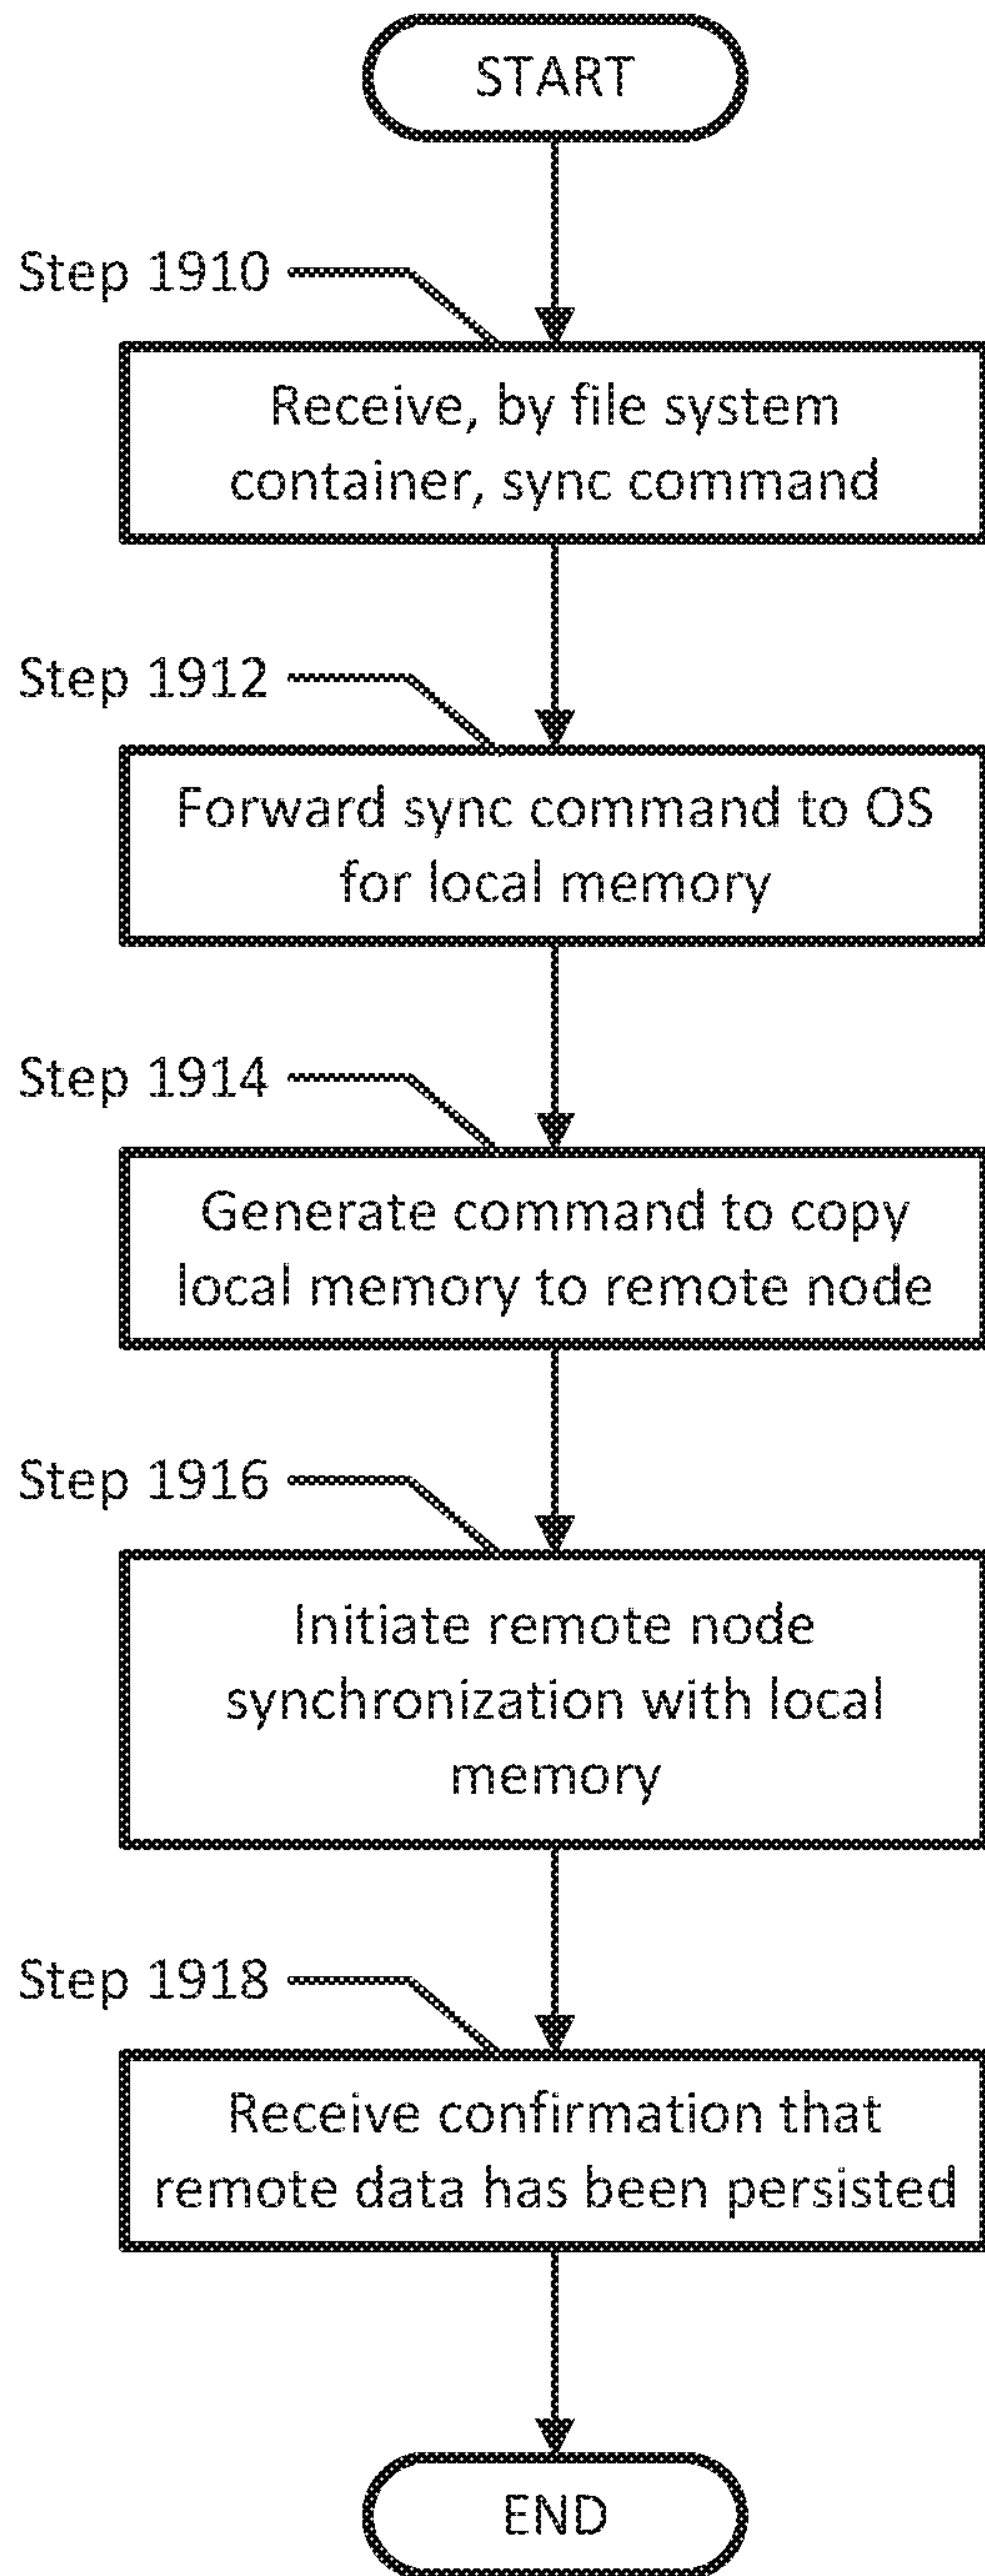 START
Step 1910
Receive, by file system
container, sync command
Step 1912
Forward sync command to OS
for local memory
Step 1914
Generate command to copy
local memory to remote node
Step 1916
Initiate remote node
synchronization with local
memory
Step 1918
Receive confirmation that
remote data has been persisted
END